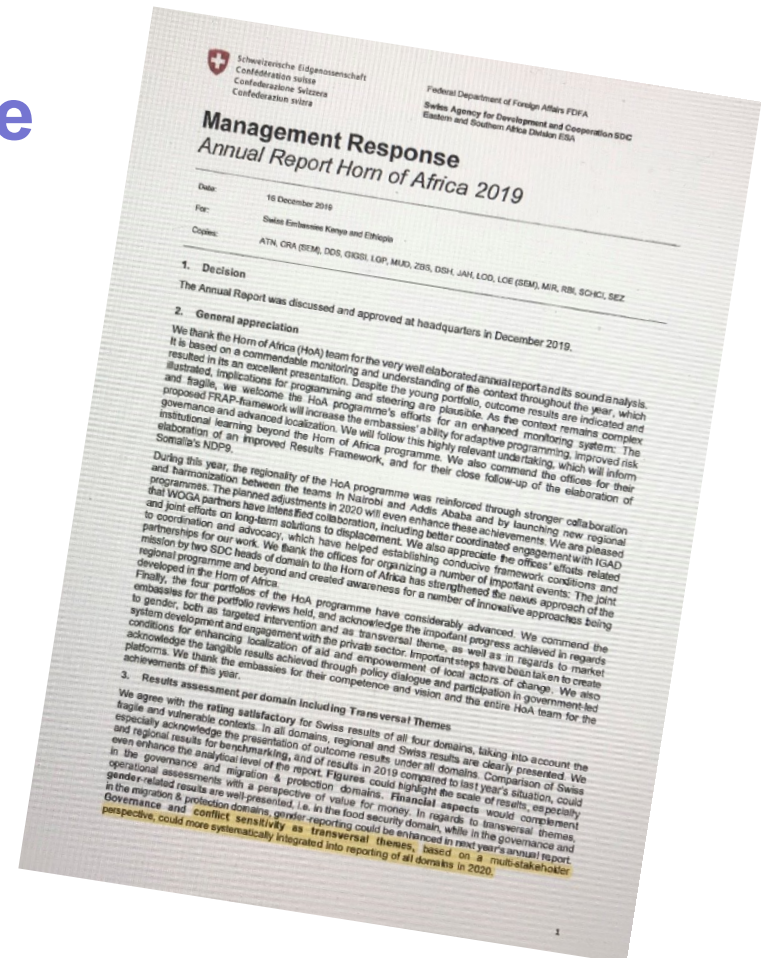 e
Schweizerische Eidgenossenschaft
Confédération suisse
Confederazione Svizzera
Confederaziun svizra
Federal Department of Foreign Affairs FDFA
Swiss Agency for Development and Cooperation SDC
Eastern and Southern Africa Division ESA
Management Response
Annual Report Horn of Africa 2019
Date: 16 December 2019
For: Swiss Embassies Kenya and Ethiopia
Copies: ATN, CRA (SEM), DDS, GIGSI, LGP, MUD, ZBS, DSH, JAH, LOD, LOE (SEM), MIR, RBI, SCHCI, SEZ
1. Decision
The Annual Report was discussed and approved at headquarters in December 2019.
2. General appreciation
We thank the Horn of Africa (HoA) team for the very well elaborated annual report and its sound analysis.
It is based on a commendable monitoring and understanding of the context throughout the year, which
resulted in its an excellent presentation. Despite the young portfolio, outcome results are indicated and
illustrated, implications for programming and steering are plausible. As the context remains complex
and fragile, we welcome the HoA programme's efforts for an enhanced monitoring system: The
proposed FRAP-framework will increase the embassies' ability for adaptive programming, improved risk
governance and advanced localization. We will follow this highly relevant undertaking, which will inform
institutional learning beyond the Horn of Africa programme. We also commend the offices for their
elaboration of an improved Results Framework, and for their close follow-up of the elaboration of
Somalia's NDP9.
During this year, the regionality of the HoA programme was reinforced through stronger collaboration
and harmonization between the teams in Nairobi and Addis Ababa and by launching new regional
programmes. The planned adjustments in 2020 will even enhance these achievements. We are pleased
that WOGA partners have intensified collaboration, including better coordinated engagement with IGAD
and joint efforts on long-term solutions to displacement. We also appreciate the offices' efforts related
to coordination and advocacy, which have helped establishing conducive framework conditions and
partnerships for our work. We thank the offices for organizing a number of important events: The joint
mission by two SDC heads of domain to the Horn of Africa has strengthened the nexus approach of the
regional programme and beyond and created awareness for a number of innovative approaches being
developed in the Horn of Africa.
Finally, the four portfolios of the HoA programme have considerably advanced. We commend the
embassies for the portfolio reviews held, and acknowledge the important progress achieved in regards
to gender, both as targeted intervention and as transversal theme, as well as in regards to market
system development and engagement with the private sector. Important steps have been taken to create
conditions for enhancing localization of aid and empowerment of local actors of change. We also
acknowledge the tangible results achieved through policy dialogue and participation in government-led
platforms. We thank the embassies for their competence and vision and the entire HoA team for the
achievements of this year.
3. Results assessment per domain including Transversal Themes
We agree with the rating satisfactory for Swiss results of all four domains, taking into account the
fragile and vulnerable contexts. In all domains, regional and Swiss results are clearly presented. We
especially acknowledge the presentation of outcome results under all domains. Comparison of Swiss
and regional results for benchmarking, and of results in 2019 compared to last year's situation, could
even enhance the analytical level of the report. Figures could highlight the scale of results, especially
in the governance and migration & protection domains. Financial aspects would complement
operational assessments with a perspective of value for money. In regards to transversal themes,
gender-related results are well-presented, i.e. in the food security domain, while in the governance and
in the migration & protection domains, gender-reporting could be enhanced in next year's annual report.
Governance and conflict sensitivity as transversal themes, based on a multi-stakeholder
perspective, could more systematically integrated into reporting of all domains in 2020.
1